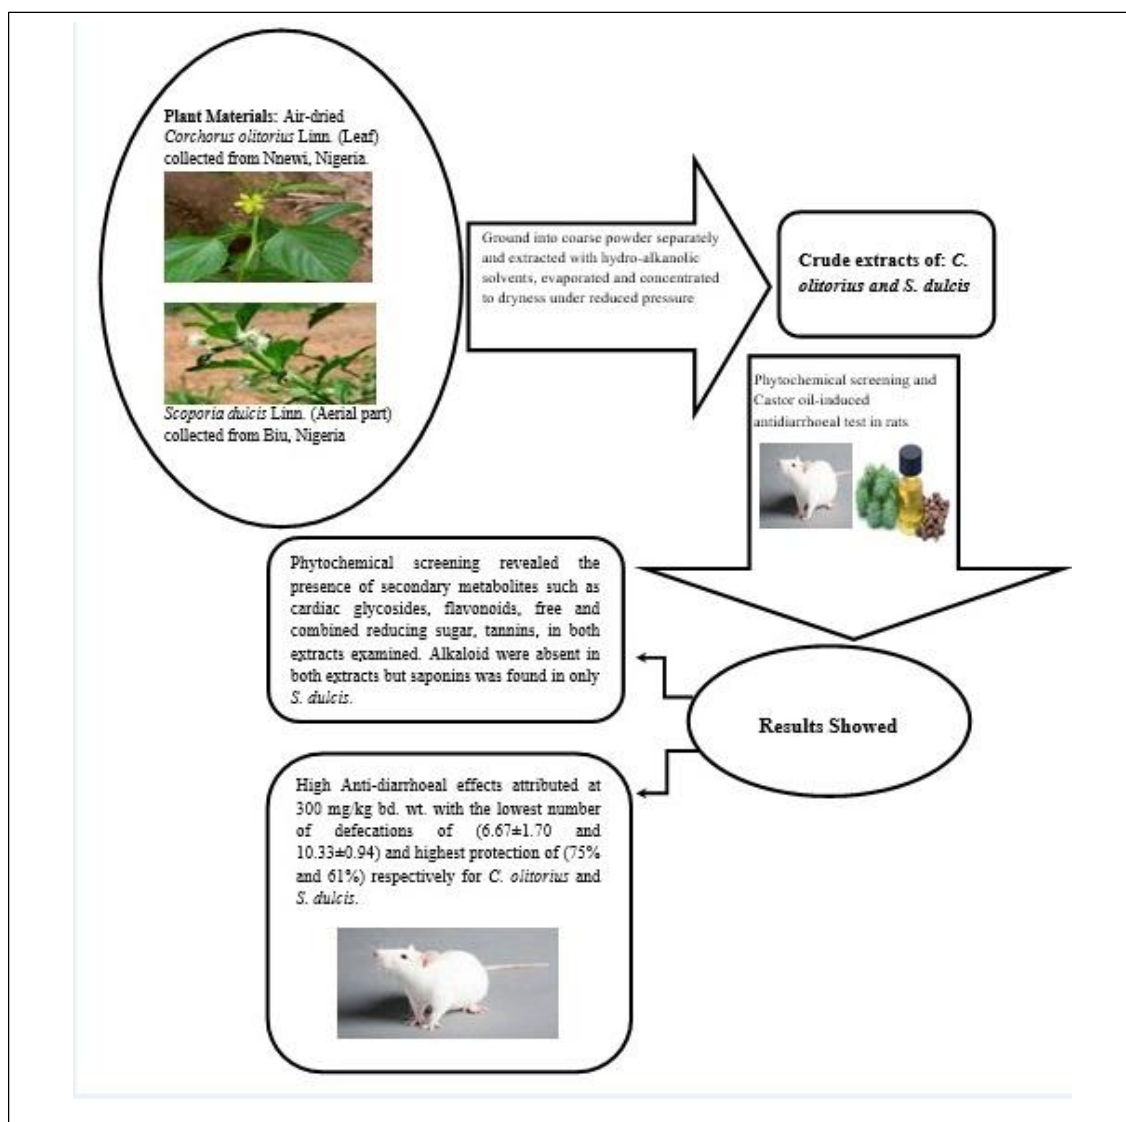 Plant Materials: Air-dried
Corchorus olitorius Linn. (Leaf)
collected from Nnewi, Nigeria.
Scoporia dulcis Linn. (Aerial part)
collected from Biu, Nigeria
Ground into coarse powder separately
and extracted with hydro-alkanolic
solvents, evaporated and concentrated
to dryness under reduced pressure
Crude extracts of: C.
olitorius and S. dulcis
Phytochemical screening and
Castor oil-induced
antidiarrhoeal test in rats
Results Showed
Phytochemical screening revealed the
presence of secondary metabolites such as
cardiac glycosides, flavonoids, free and
combined reducing sugar, tannins, in both
extracts examined. Alkaloid were absent in
both extracts but saponins was found in only
S. dulcis.
High Anti-diarrhoeal effects attributed at
300 mg/kg bd. wt. with the lowest number
of defecations of (6.67±1.70 and
10.33±0.94) and highest protection of (75%
and 61%) respectively for C. olitorius and
S. dulcis.